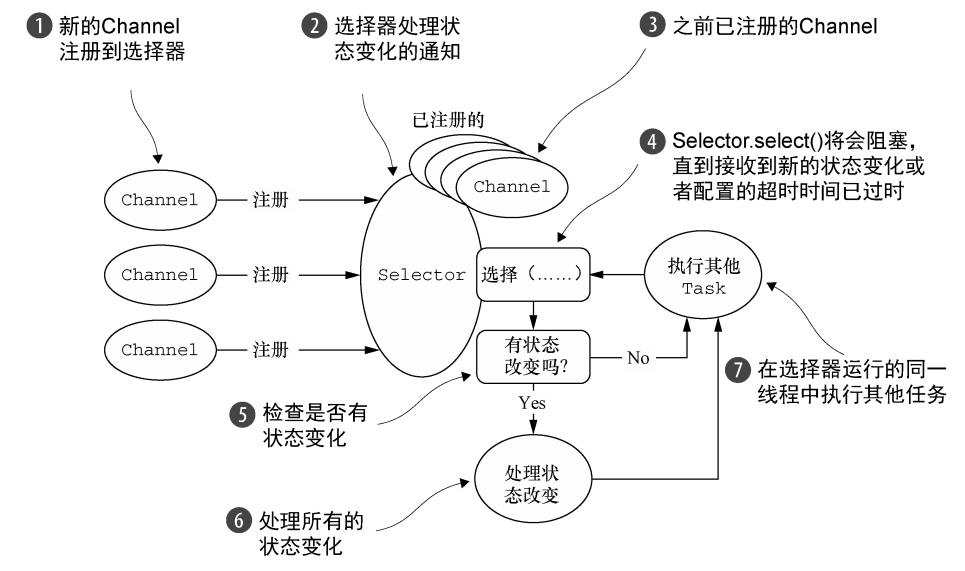 1 新的Channel
注册到选择器
2 选择器处理状
态变化的通知
3 之前已注册的Channel
已注册的
Channel
4 Selector.select()将会阻塞，
直到接收到新的状态变化或
者配置的超时时间已过时
Channel 注册
Channel 注册
Channel 注册
Selector
选择（……）
执行其他
Task
有状态
改变吗?
No
Yes
7 在选择器运行的同一
线程中执行其他任务
5 检查是否有
状态变化
处理状
态改变
6 处理所有的
状态变化